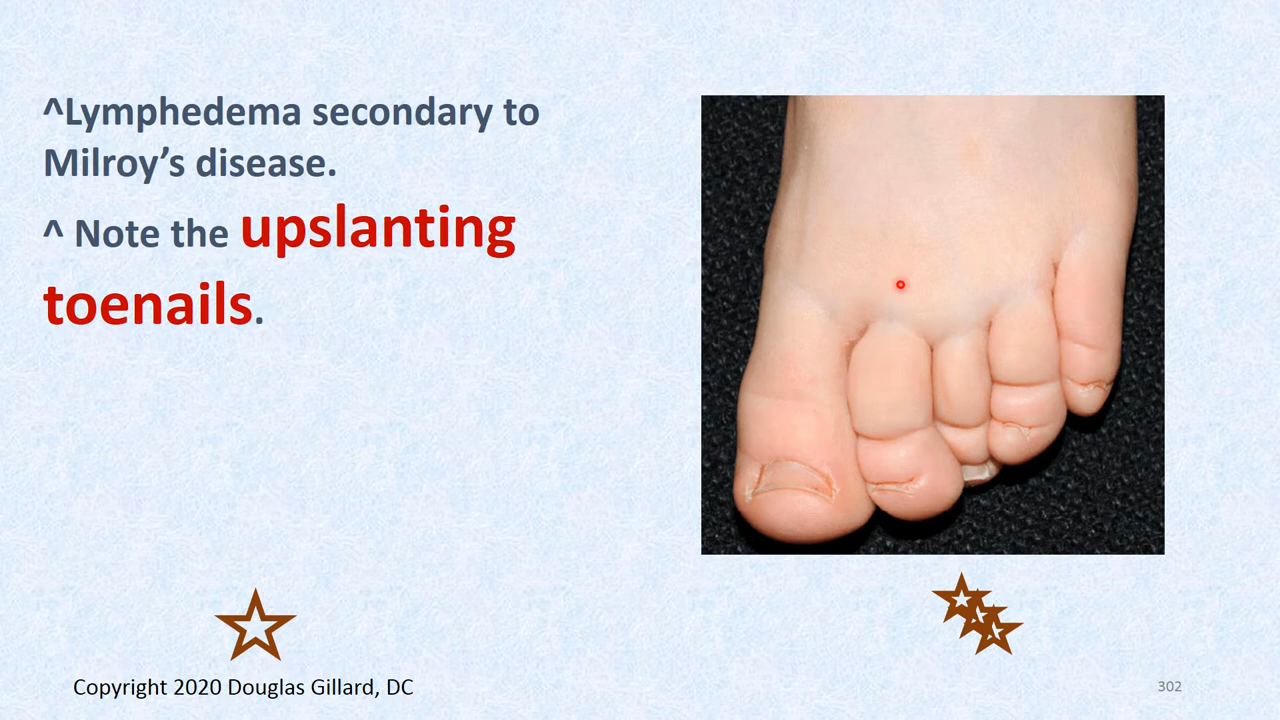 ^Lymphedema secondary to
Milroy’s disease.
^ Note the upslanting
toenails.
Copyright 2020 Douglas Gillard, DC
302